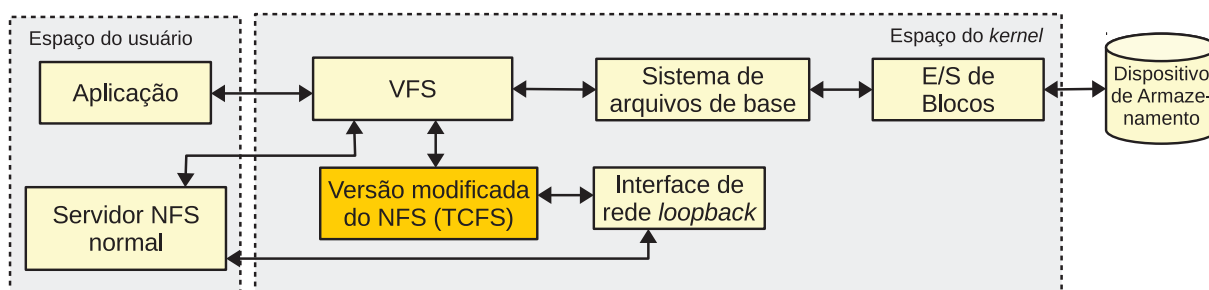 Espaço do usuário
Espaço do kernel
Aplicação
VFS
Sistema de
arquivos de base
E/S de
Blocos
Dispositivo
de Armaze-
namento
Servidor NFS
normal
Versão modificada
do NFS (TCFS)
Interface de
rede loopback